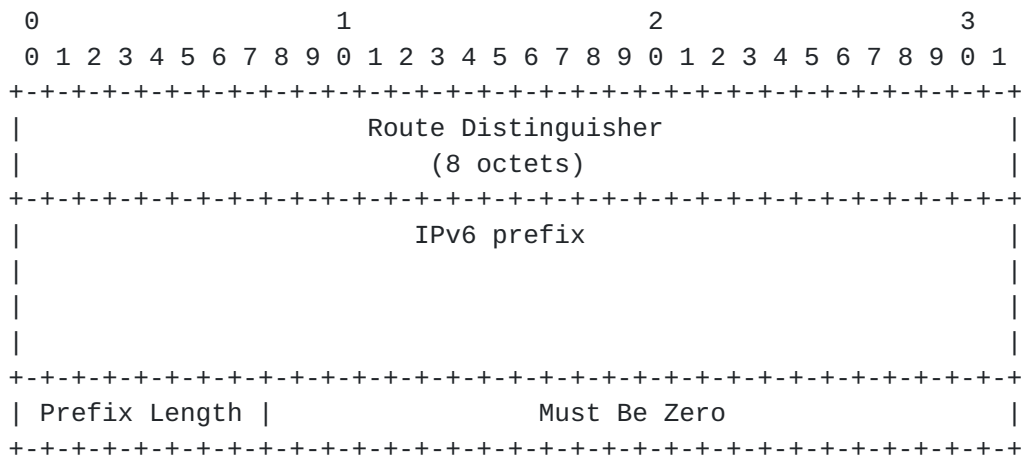 0                   1                   2                   3
 0 1 2 3 4 5 6 7 8 9 0 1 2 3 4 5 6 7 8 9 0 1 2 3 4 5 6 7 8 9 0 1
+-+-+-+-+-+-+-+-+-+-+-+-+-+-+-+-+-+-+-+-+-+-+-+-+-+-+-+-+-+-+-+-+
|                      Route Distinguisher                      |
|                          (8 octets)                           |
+-+-+-+-+-+-+-+-+-+-+-+-+-+-+-+-+-+-+-+-+-+-+-+-+-+-+-+-+-+-+-+-+
|                         IPv6 prefix                           |
|                                                               |
|                                                               |
|                                                               |
+-+-+-+-+-+-+-+-+-+-+-+-+-+-+-+-+-+-+-+-+-+-+-+-+-+-+-+-+-+-+-+-+
| Prefix Length |                 Must Be Zero                  |
+-+-+-+-+-+-+-+-+-+-+-+-+-+-+-+-+-+-+-+-+-+-+-+-+-+-+-+-+-+-+-+-+